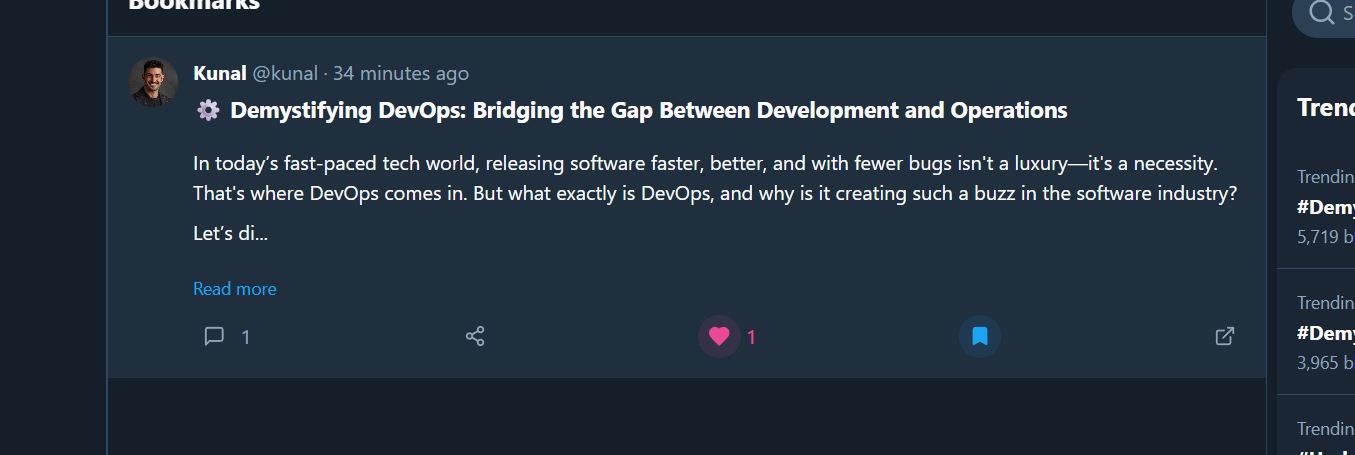 Bookmarks
Kunal @kunal · 34 minutes ago
⚙️ Demystifying DevOps: Bridging the Gap Between Development and Operations
In today’s fast-paced tech world, releasing software faster, better, and with fewer bugs isn't a luxury—it's a necessity.
That's where DevOps comes in. But what exactly is DevOps, and why is it creating such a buzz in the software industry?
Let’s di...
Read more
1
1
S
Trend
Trendin
#Demy
5,719 b
Trendin
#Demy
3,965 b
Trendin